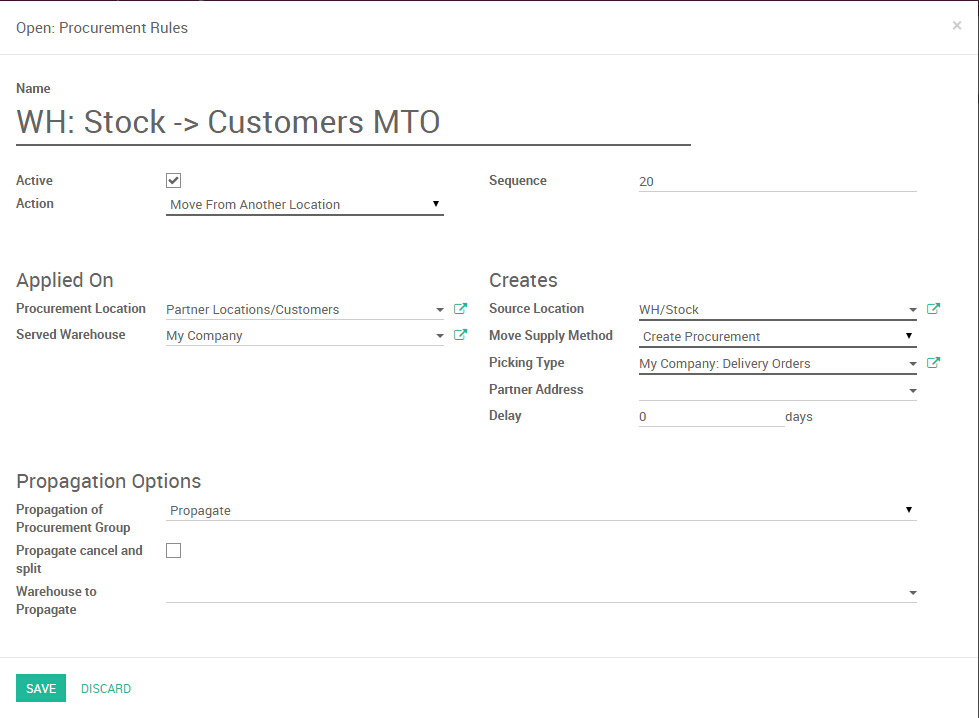 Open: Procurement Rules ×
Name
WH: Stock -> Customers MTO
Active
Sequence 20
Action Move From Another Location
Applied On
Procurement Location Partner Locations/Customers
Served Warehouse My Company
Creates
Source Location WH/Stock
Move Supply Method Create Procurement
Picking Type My Company: Delivery Orders
Partner Address
Delay 0 days
Propagation Options
Propagation of
Procurement Group
Propagate
Propagate cancel and
split
Warehouse to
Propagate
SAVE DISCARD